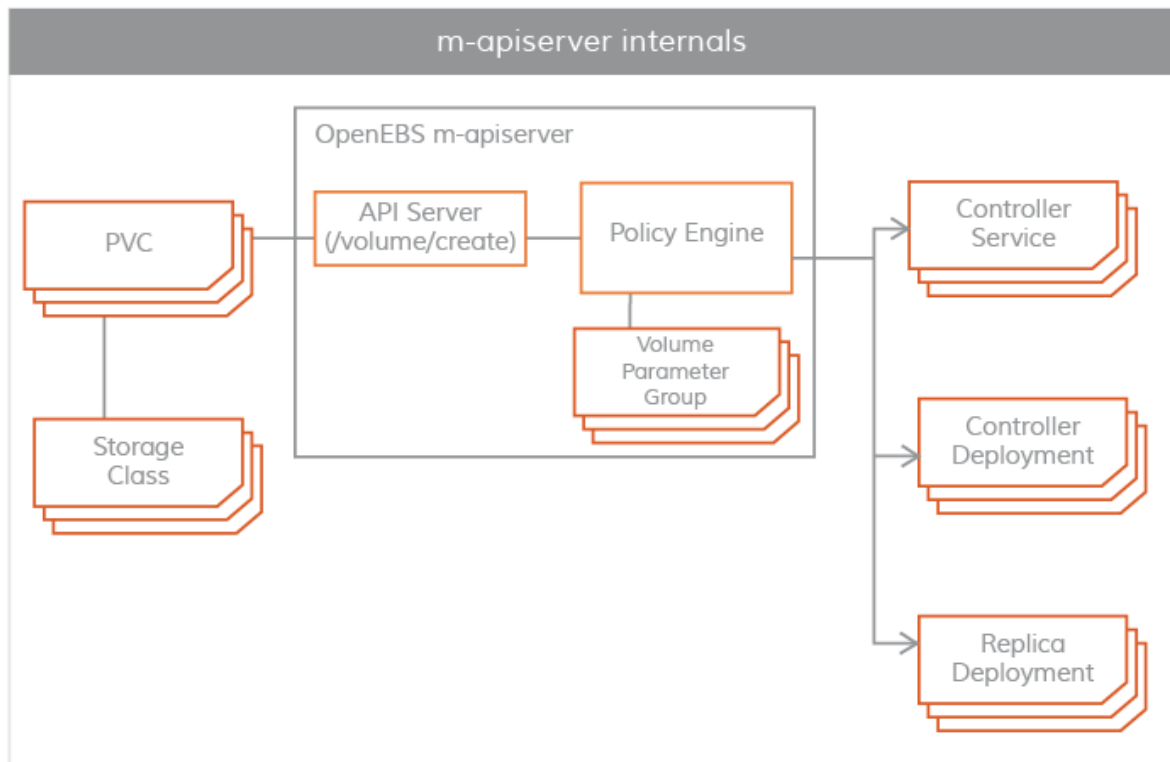 m-apiserver internals
OpenEBS m-apiserver
PVC
API Server
(/volume/create)
Policy Engine
Controller
Service
Volume
Parameter
Group
Storage
Class
Controller
Deployment
Replica
Deployment